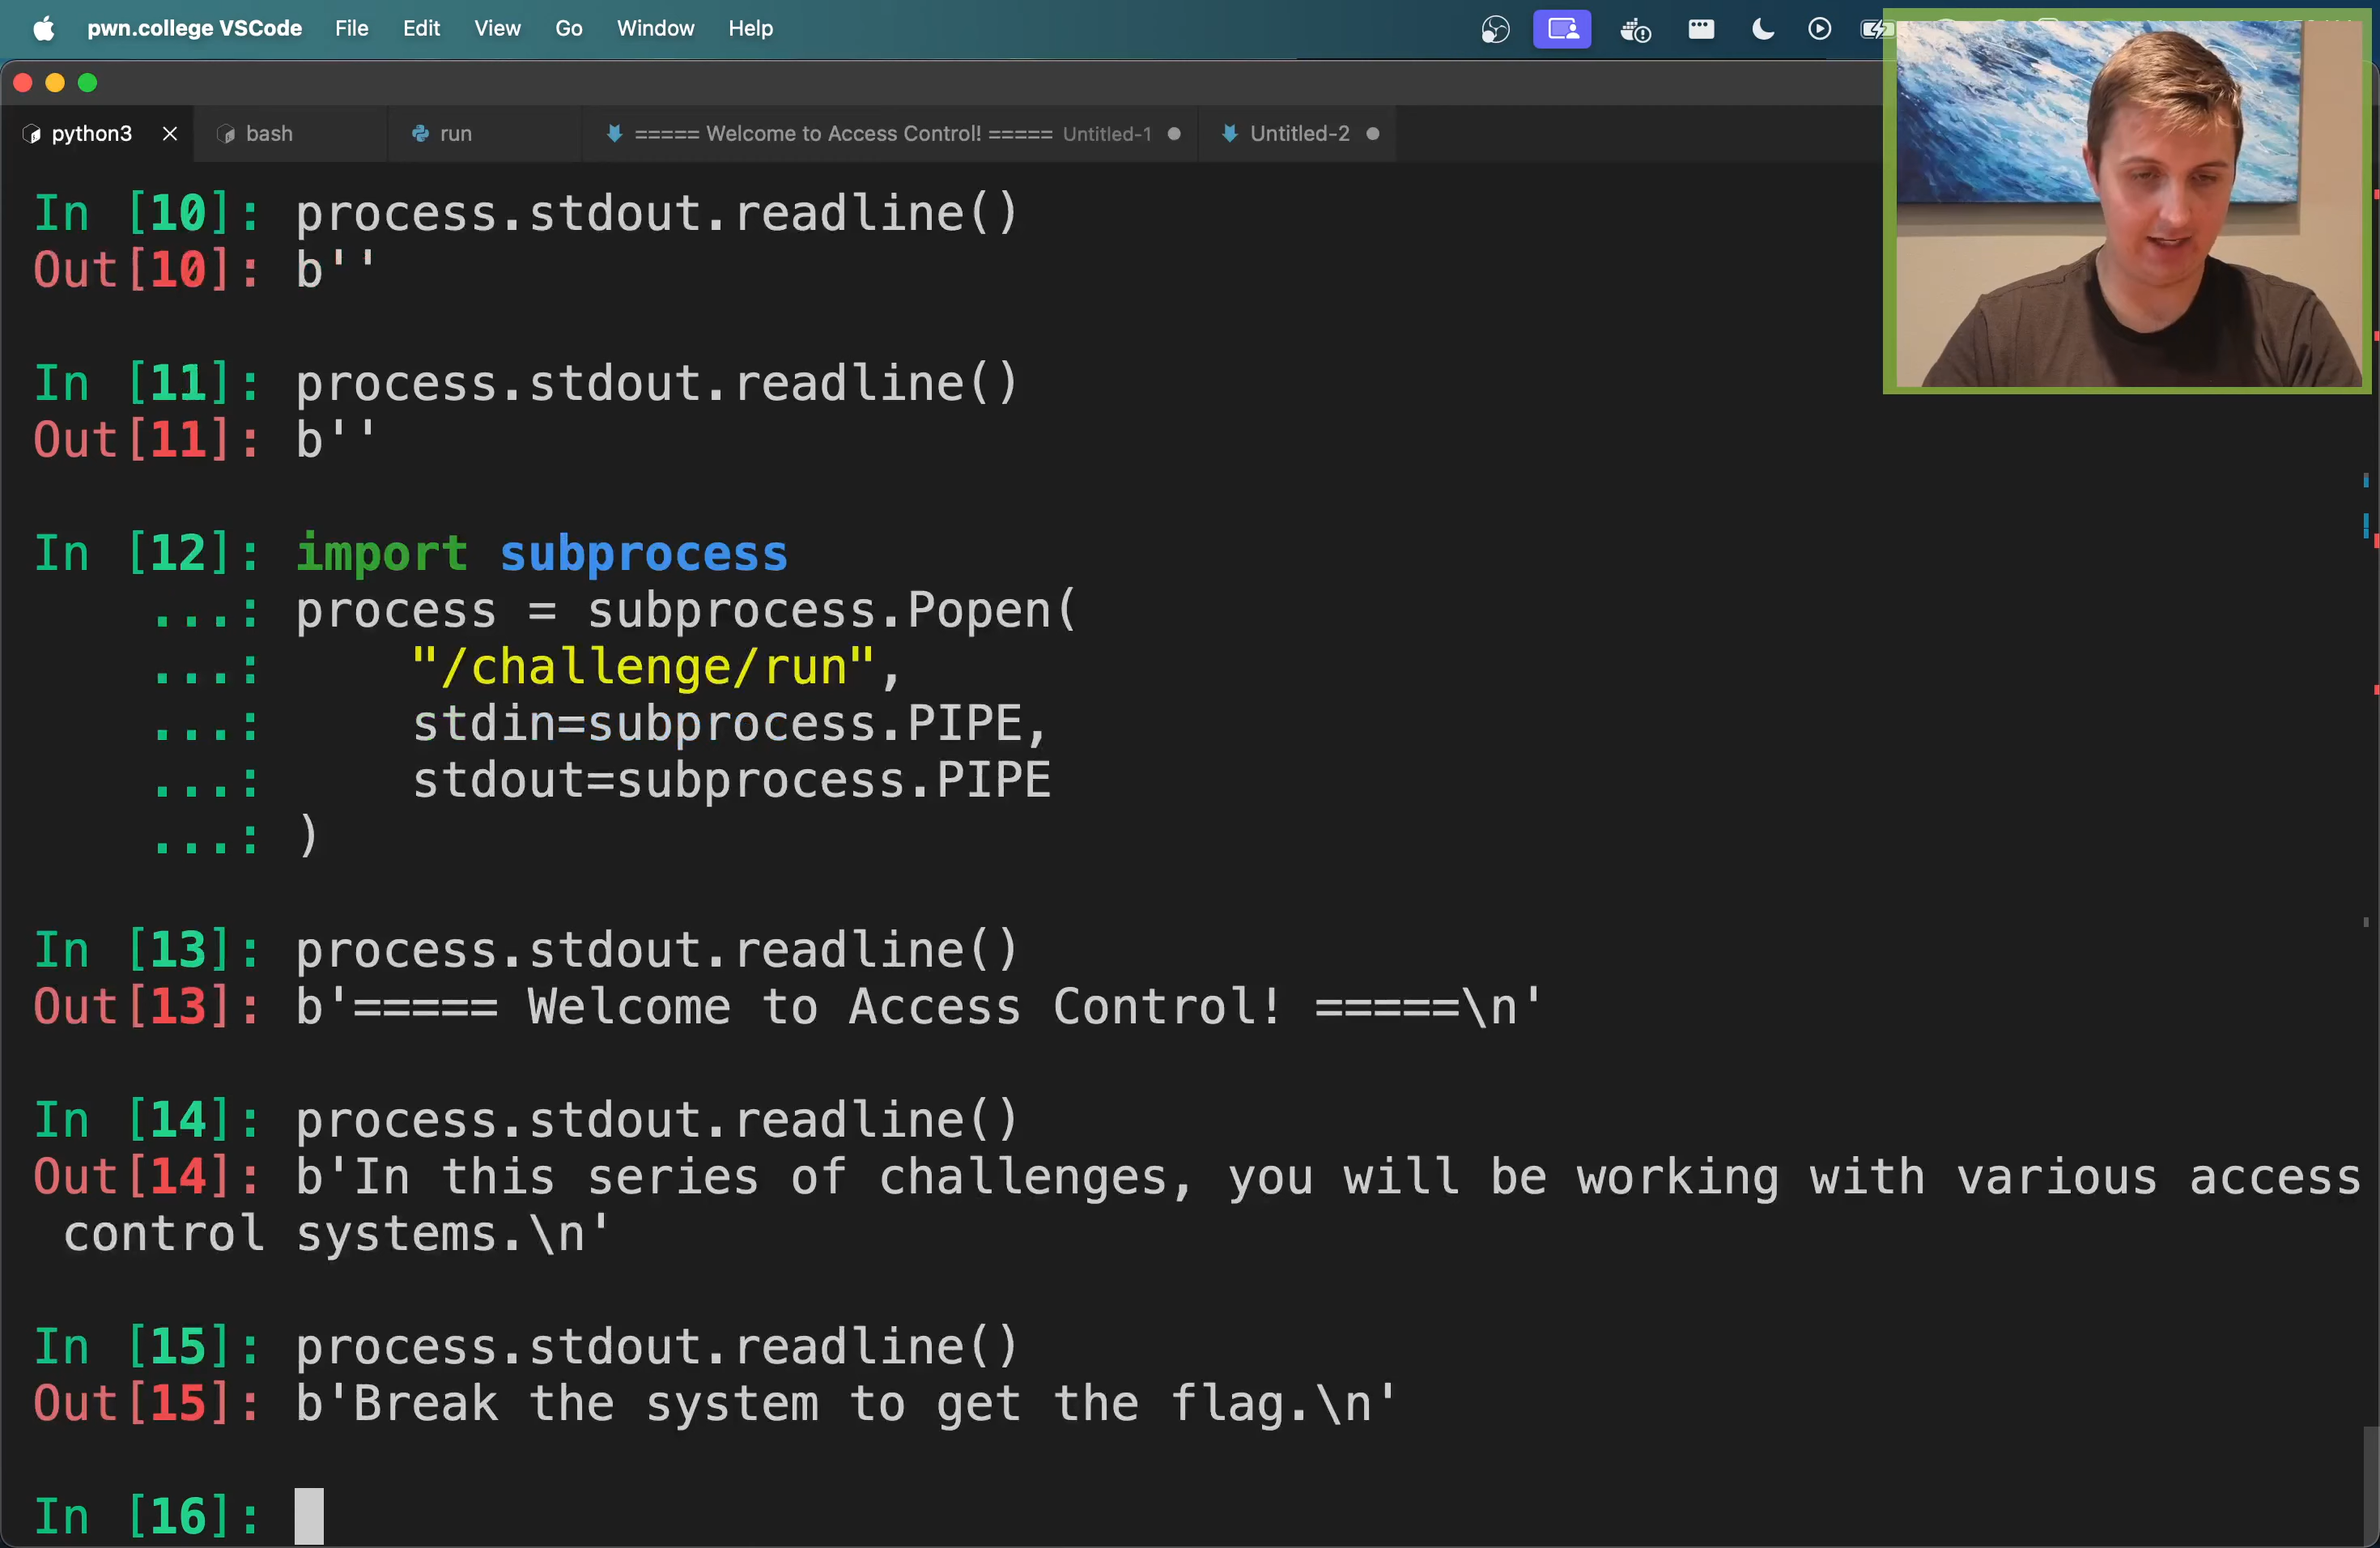 pwn.college VSCode File Edit View Go Window Help
python3 bash run ===== Welcome to Access Control! ===== Untitled-1 Untitled-2
In [10]: process.stdout.readline()
Out[10]: b''
In [11]: process.stdout.readline()
Out[11]: b''
In [12]: import subprocess
...: process = subprocess.Popen(
...:     "/challenge/run",
...:     stdin=subprocess.PIPE,
...:     stdout=subprocess.PIPE
...: )
In [13]: process.stdout.readline()
Out[13]: b'===== Welcome to Access Control! =====\n'
In [14]: process.stdout.readline()
Out[14]: b'In this series of challenges, you will be working with various access
control systems.\n'
In [15]: process.stdout.readline()
Out[15]: b'Break the system to get the flag.\n'
In [16]: